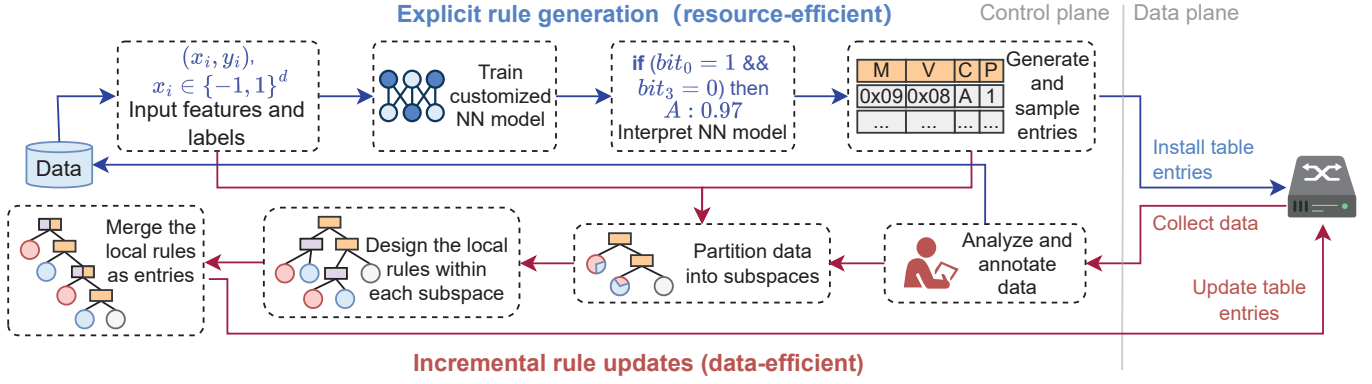 Explicit rule generation (resource-efficient)
Control plane
Data plane
(x_i, y_i),
x_i ∈ {−1, 1}^d
Input features and
labels
Train
customized
NN model
if (bit_0 = 1 &&
bit_3 = 0) then
A : 0.97
Interpret NN model
M V C P
0x09 0x08 A 1
... ... ... ...
Generate
and
sample
entries
Data
Install table
entries
Collect data
Merge the
local rules
as entries
Design the local
rules within
each subspace
Partition data
into subspaces
Analyze and
annotate
data
Update table
entries
Incremental rule updates (data-efficient)